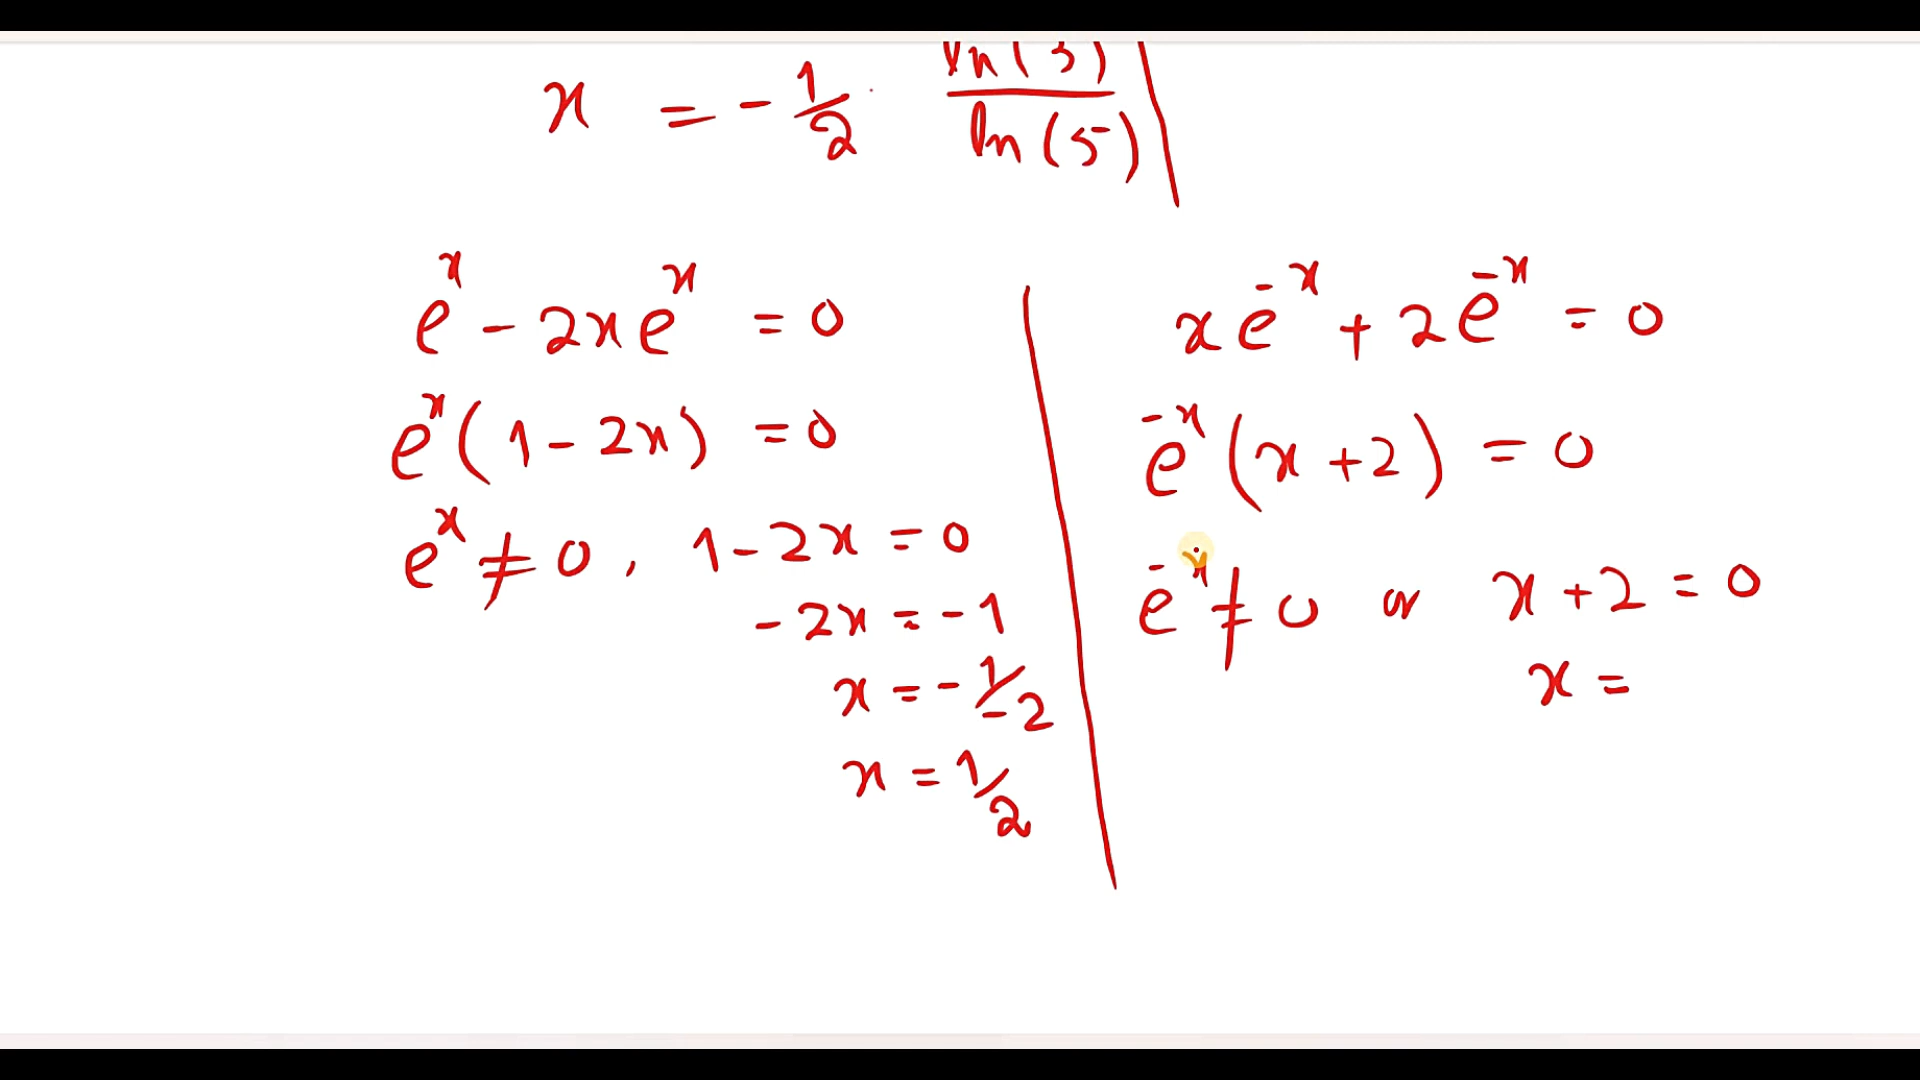 x = - 1/2 ln(3)/ln(5)
e^x - 2xe^x = 0
e^x(1 - 2x) = 0
e^x ≠ 0, 1 - 2x = 0
- 2x = - 1
x = - 1/-2
x = 1/2
xe^-x + 2e^-x = 0
e^-x(x + 2) = 0
e^-x ≠ 0 or x + 2 = 0
x =